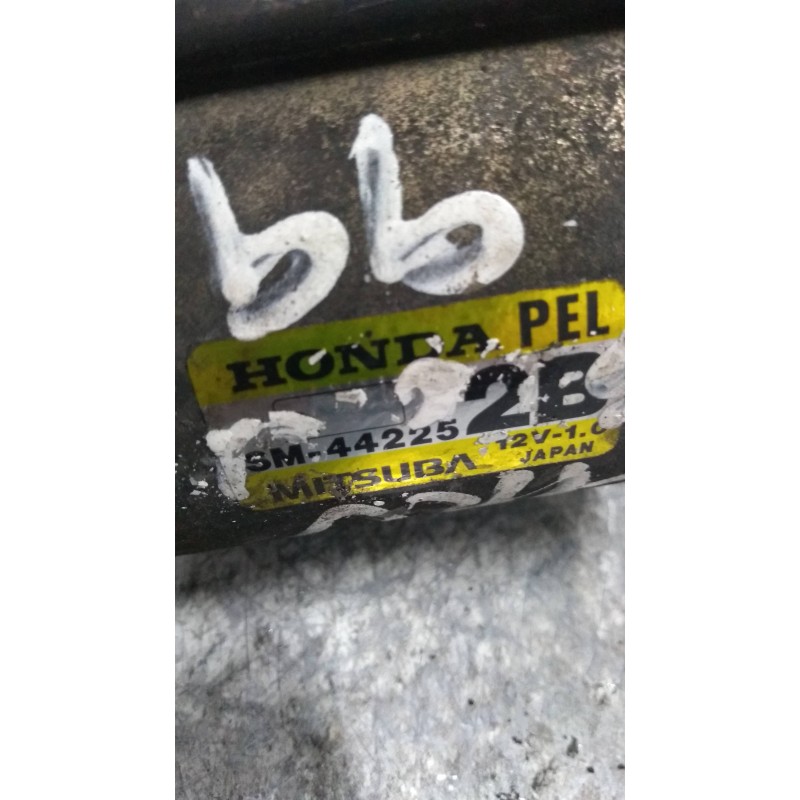 bb
HONDA PEL
2B
SM-44225 12V-1.0
MITSUBA JAPAN